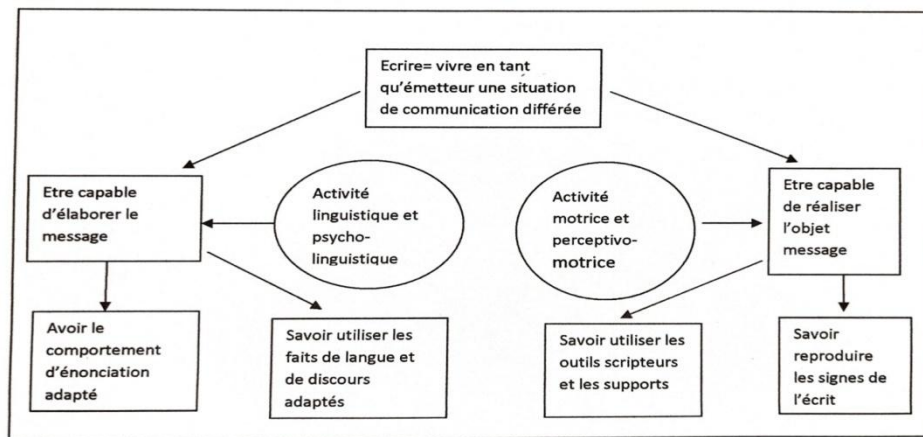 Ecrire= vivre en tant
qu'émetteur une situation
de communication différée
Etre capable
d'élaborer le
message
Activité
linguistique et
psycho-
linguistique
Activité
motrice et
perceptivo-
motrice
Etre capable
de réaliser
l'objet
message
Avoir le
comportement
d'énonciation
adapté
Savoir utiliser les
faits de langue et
de discours
adaptés
Savoir utiliser les
outils scripteurs
et les supports
Savoir
reproduire
les signes de
l'écrit